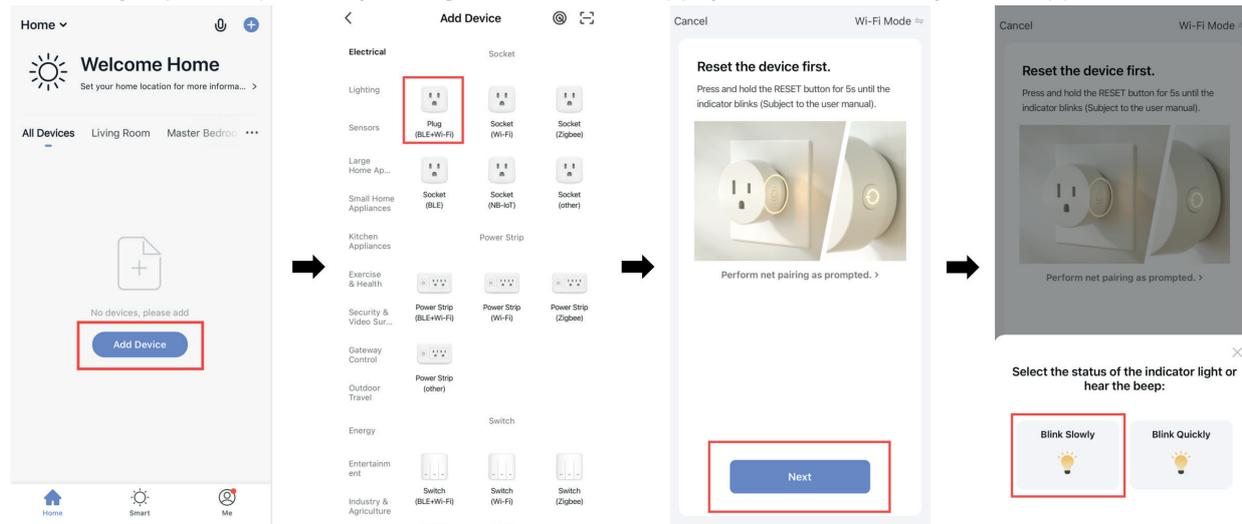 Home
Welcome Home
Set your home location for more informa... >
All Devices Living Room Master Bedroo ...
No devices, please add
Add Device
Home Smart Me
Add Device
Electrical
Lighting
Sensors
Large
Home Ap...
Small Home
Appliances
Kitchen
Appliances
Exercise
& Health
Security &
Video Sur...
Gateway
Control
Outdoor
Travel
Energy
Entertainm
ent
Industry &
Agriculture
Socket
Plug Socket Socket
(BLE+Wi-Fi) (Wi-Fi) (Zigbee)
Socket Socket Socket
(BLE) (NB-IoT) (other)
Power Strip
Power Strip Power Strip Power Strip
(BLE+Wi-Fi) (Wi-Fi) (Zigbee)
Power Strip
(other)
Switch
Switch Switch Switch
(BLE+Wi-Fi) (Wi-Fi) (Zigbee)
Cancel Wi-Fi Mode
Reset the device first.
Press and hold the RESET button for 5s until the
indicator blinks (Subject to the user manual).
Perform net pairing as prompted. >
Next
Cancel Wi-Fi Mode
Reset the device first.
Press and hold the RESET button for 5s until the
indicator blinks (Subject to the user manual).
Perform net pairing as prompted. >
Select the status of the indicator light or
hear the beep:
Blink Slowly Blink Quickly